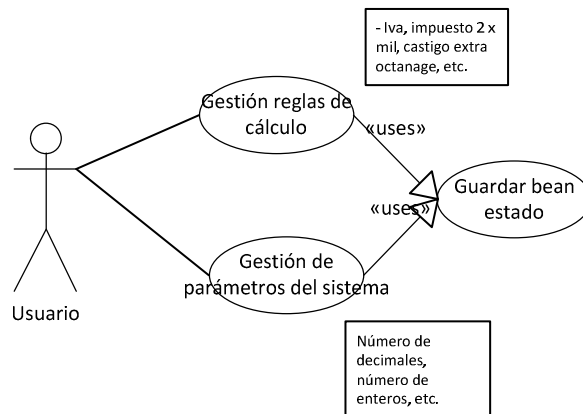 - Iva, impuesto 2 x
mil, castigo extra
octanage, etc.
Gestión reglas de
cálculo
«uses»
Guardar bean
estado
«uses»
Gestión de
parámetros del sistema
Usuario
Número de
decimales,
número de
enteros, etc.